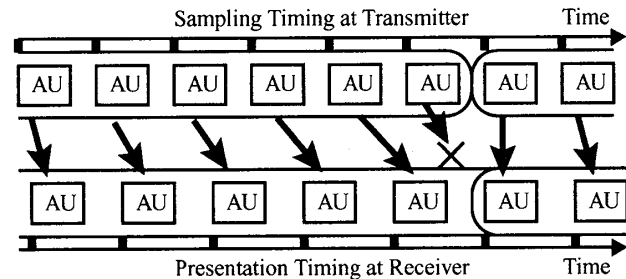 Sampling Timing at Transmitter Time
AU AU AU AU AU AU AU AU
AU AU AU AU AU AU AU
Presentation Timing at Receiver Time